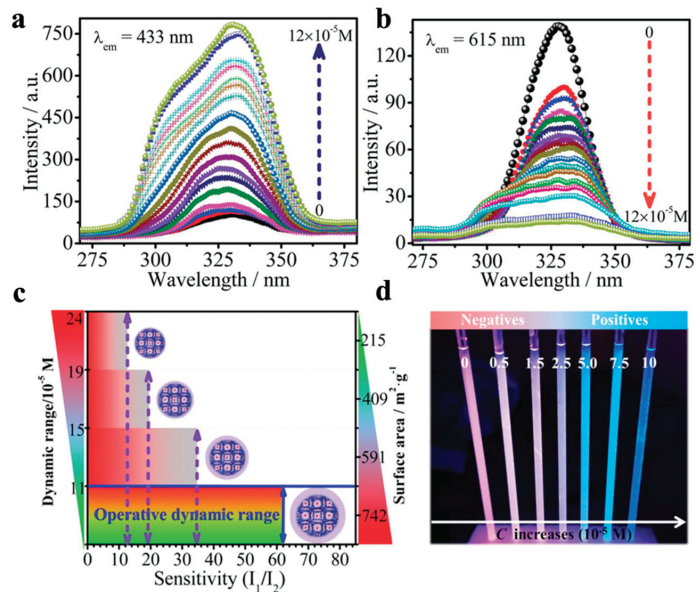 a
λem = 433 nm
12×10⁻⁵M
0
Intensity / a.u.
750
600
450
300
150
0
275
300
325
350
375
Wavelength / nm
b
λem = 615 nm
0
12×10⁻⁵M
Intensity / a.u.
150
120
90
60
30
0
275
300
325
350
375
Wavelength / nm
c
Dynamic range/10⁻⁵ M
24
19
15
11
Operative dynamic range
215
409
591
742
Surface area / m²·g⁻¹
0 10 20 30 40 50 60 70 80
Sensitivity (I₁/I₂)
d
Negatives Positives
0 0.5 1.5 2.5 5.0 7.5 10
C increases (10⁻⁵ M)